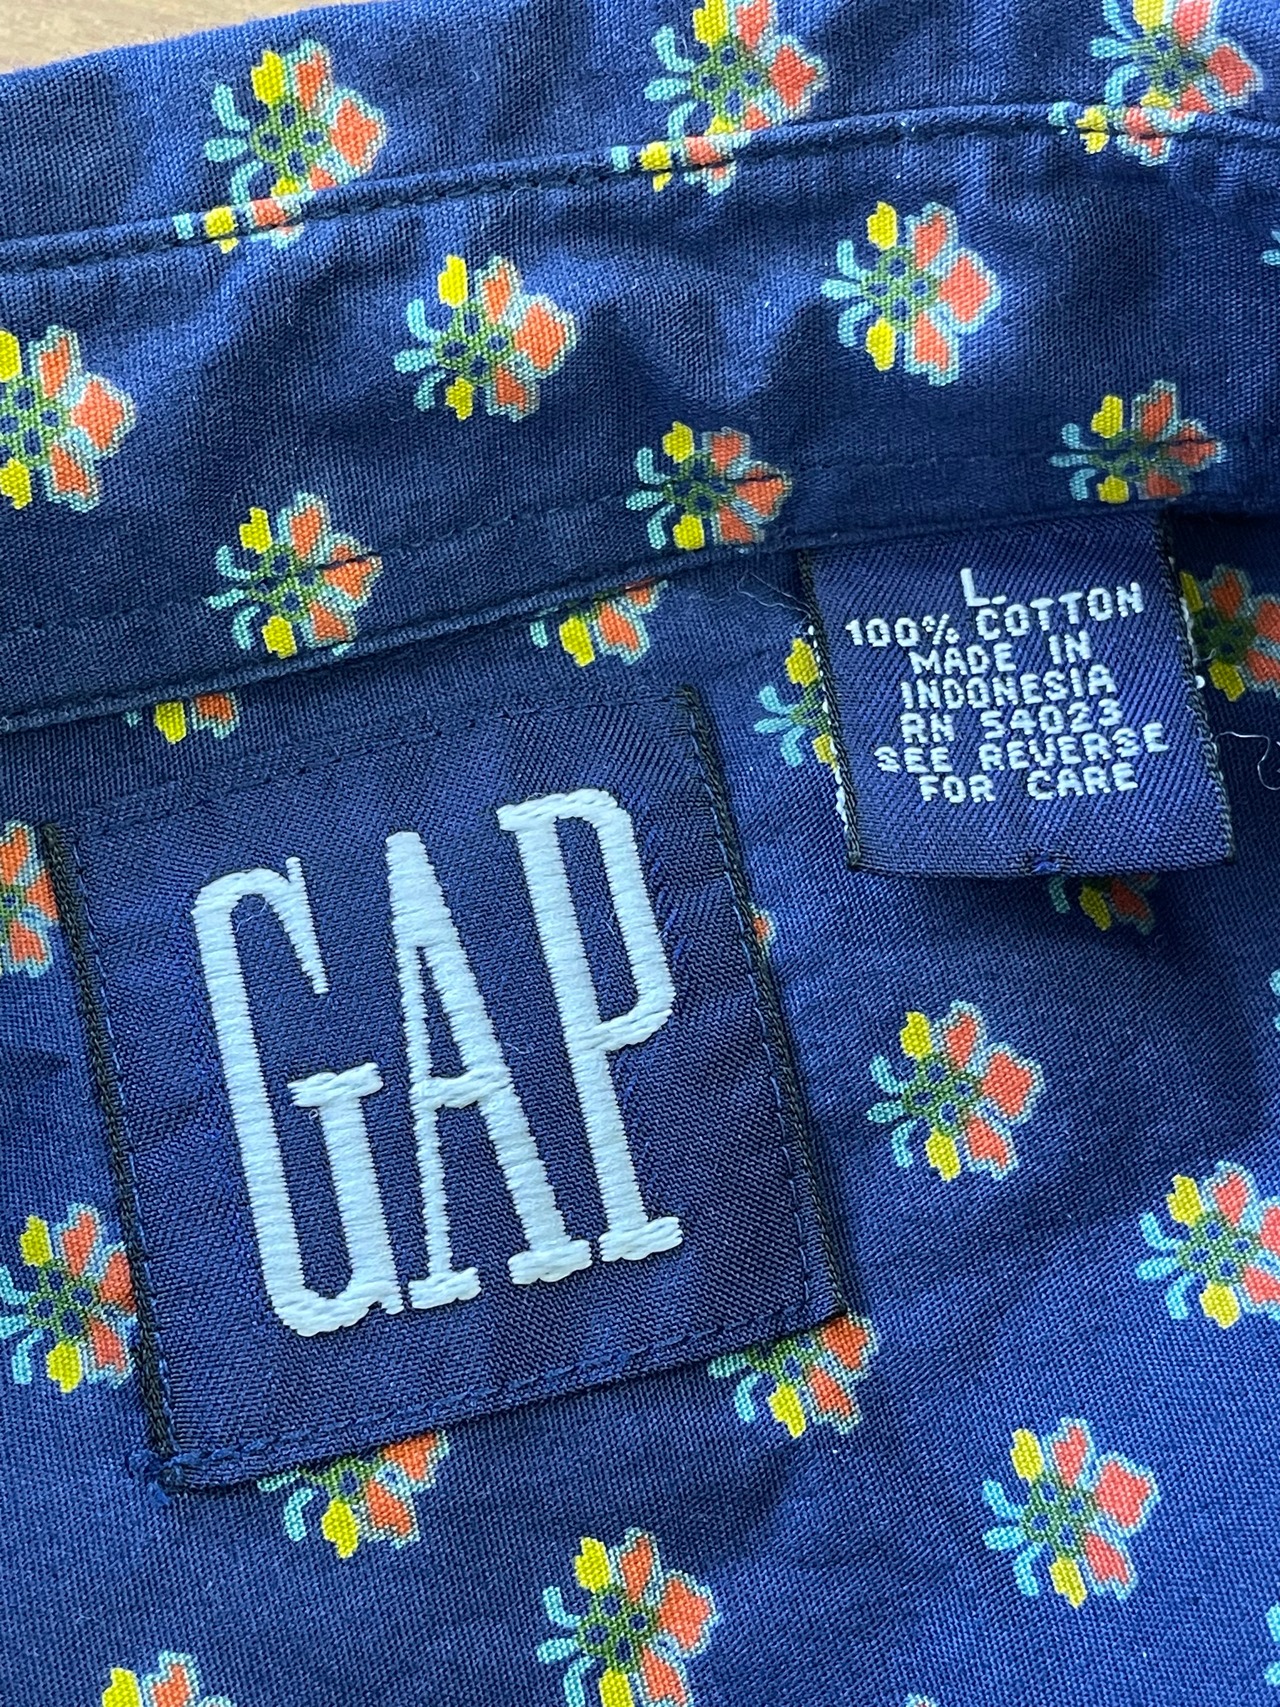 L.
100% COTTON
MADE IN
INDONESIA
RN 54023
SEE REVERSE
FOR CARE
GAP